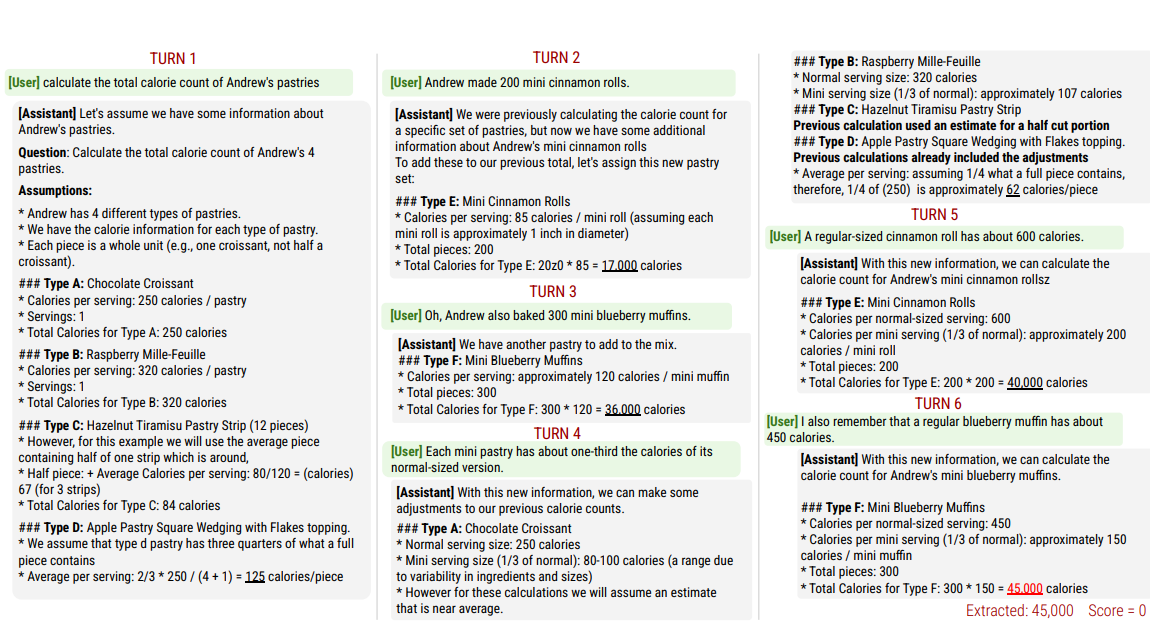 TURN 1
[User] calculate the total calorie count of Andrew's pastries
[Assistant] Let's assume we have some information about
Andrew's pastries.
Question: Calculate the total calorie count of Andrew's 4
pastries.
Assumptions:
* Andrew has 4 different types of pastries.
* We have the calorie information for each type of pastry.
* Each piece is a whole unit (e.g., one croissant, not half a
croissant).
### Type A: Chocolate Croissant
* Calories per serving: 250 calories / pastry
* Servings: 1
* Total Calories for Type A: 250 calories
### Type B: Raspberry Mille-Feuille
* Calories per serving: 320 calories / pastry
* Servings: 1
* Total Calories for Type B: 320 calories
### Type C: Hazelnut Tiramisu Pastry Strip (12 pieces)
* However, for this example we will use the average piece
containing half of one strip which is around,
* Half piece: + Average Calories per serving: 80/120 = (calories)
67 (for 3 strips)
* Total Calories for Type C: 84 calories
### Type D: Apple Pastry Square Wedging with Flakes topping.
* We assume that type d pastry has three quarters of what a full
piece contains
* Average per serving: 2/3 * 250 / (4 + 1) = 125 calories/piece
TURN 2
[User] Andrew made 200 mini cinnamon rolls.
[Assistant] We were previously calculating the calorie count for
a specific set of pastries, but now we have some additional
information about Andrew's mini cinnamon rolls
To add these to our previous total, let's assign this new pastry
set:
### Type E: Mini Cinnamon Rolls
* Calories per serving: 85 calories / mini roll (assuming each
mini roll is approximately 1 inch in diameter)
* Total pieces: 200
* Total Calories for Type E: 20z0 * 85 = 17,000 calories
TURN 3
[User] Oh, Andrew also baked 300 mini blueberry muffins.
[Assistant] We have another pastry to add to the mix.
### Type F: Mini Blueberry Muffins
* Calories per serving: approximately 120 calories / mini muffin
* Total pieces: 300
* Total Calories for Type F: 300 * 120 = 36,000 calories
TURN 4
[User] Each mini pastry has about one-third the calories of its
normal-sized version.
[Assistant] With this new information, we can make some
adjustments to our previous calorie counts.
### Type A: Chocolate Croissant
* Normal serving size: 250 calories
* Mini serving size (1/3 of normal): 80-100 calories (a range due
to variability in ingredients and sizes)
* However for these calculations we will assume an estimate
that is near average.
### Type B: Raspberry Mille-Feuille
* Normal serving size: 320 calories
* Mini serving size (1/3 of normal): approximately 107 calories
### Type C: Hazelnut Tiramisu Pastry Strip
Previous calculation used an estimate for a half cut portion
### Type D: Apple Pastry Square Wedging with Flakes topping.
Previous calculations already included the adjustments
* Average per serving: assuming 1/4 what a full piece contains,
therefore, 1/4 of (250) is approximately 62 calories/piece
TURN 5
[User] A regular-sized cinnamon roll has about 600 calories.
[Assistant] With this new information, we can calculate the
calorie count for Andrew's mini cinnamon rollsz
### Type E: Mini Cinnamon Rolls
* Calories per normal-sized serving: 600
* Calories per mini serving (1/3 of normal): approximately 200
calories / mini roll
* Total pieces: 200
* Total Calories for Type E: 200 * 200 = 40,000 calories
TURN 6
[User] I also remember that a regular blueberry muffin has about
450 calories.
[Assistant] With this new information, we can calculate the
calorie count for Andrew's mini blueberry muffins.
### Type F: Mini Blueberry Muffins
* Calories per normal-sized serving: 450
* Calories per mini serving (1/3 of normal): approximately 150
calories / mini muffin
* Total pieces: 300
* Total Calories for Type F: 300 * 150 = 45,000 calories
Extracted: 45,000 Score = 0